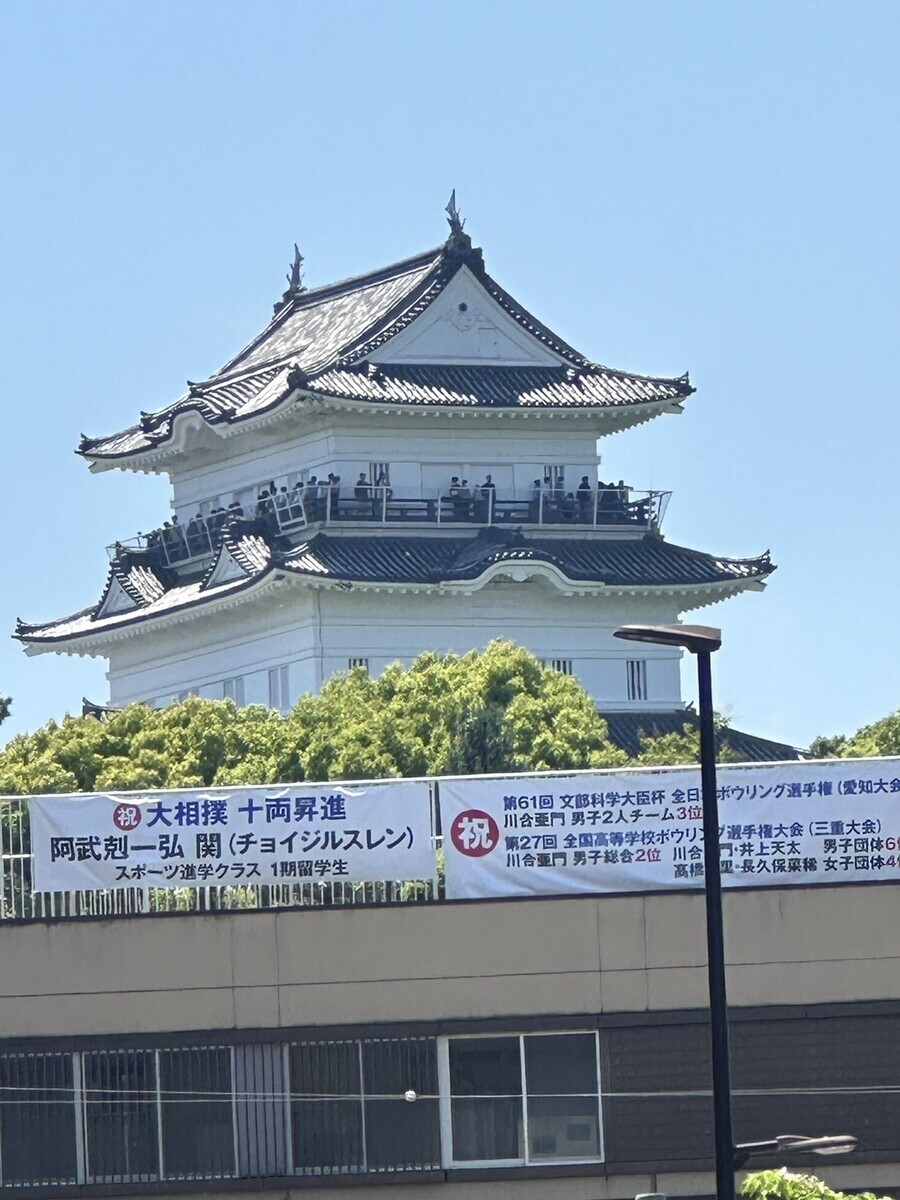 祝 大相撲 十両昇進
阿武剋一弘 関(チョイジルスレン)
スポーツ進学クラス 1期留学生
祝
第61回 文部科学大臣杯 全日 ボウリング選手権(愛知大会
川合亜門 男子2人チーム3位
第27回 全国高等学校ボウリング選手権大会(三重大会)
川合亜門 男子総合2位 川合 門・井上天太 男子団体6位
聖・長久保菜稀 女子団体4位